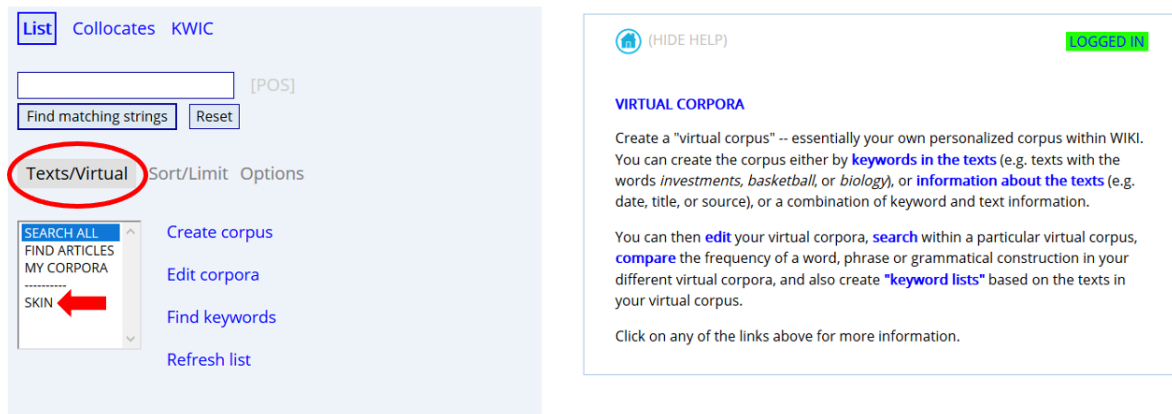 List Collocates KWIC
[POS]
Find matching strings Reset
Texts/Virtual Sort/Limit Options
SEARCH ALL
FIND ARTICLES
MY CORPORA
----------
SKIN
Create corpus
Edit corpora
Find keywords
Refresh list
(HIDE HELP) LOGGED IN
VIRTUAL CORPORA
Create a "virtual corpus" -- essentially your own personalized corpus within WIKI.
You can create the corpus either by keywords in the texts (e.g. texts with the
words investments, basketball, or biology), or information about the texts (e.g.
date, title, or source), or a combination of keyword and text information.
You can then edit your virtual corpora, search within a particular virtual corpus,
compare the frequency of a word, phrase or grammatical construction in your
different virtual corpora, and also create "keyword lists" based on the texts in
your virtual corpus.
Click on any of the links above for more information.